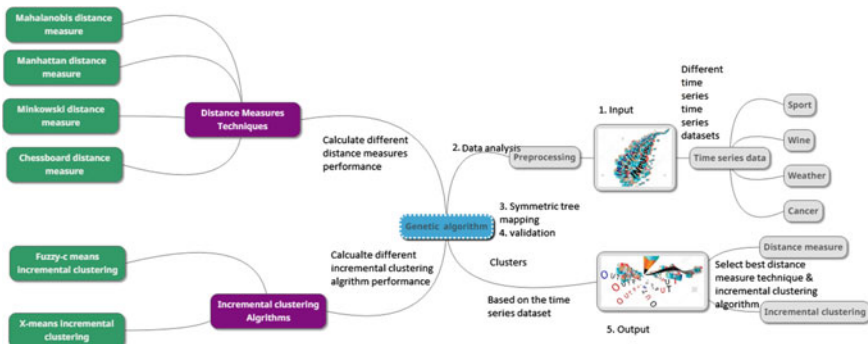 Mahalanobis distance
measure
Manhattan distance
measure
Minkowski distance
measure
Chessboard distance
measure
Distance Measures
Techniques
Calculate different
distance measures
performance
Fuzzy-c means
incremental clustering
X-means incremental
clustering
Incremental clustering
Algrithms
Calcualte different
incremental clustering
algrithm performance
Genetic algorithm
2. Data analysis
Preprocessing
1. Input
Different
time
series
time
series
datasets
Time series data
Sport
Wine
Weather
Cancer
3. Symmetric tree
mapping
4. validation
Clusters
Based on the time
series dataset
5. Output
Select best distance
measure technique &
incremental clustering
algorithm
Distance measure
Incremental clustering